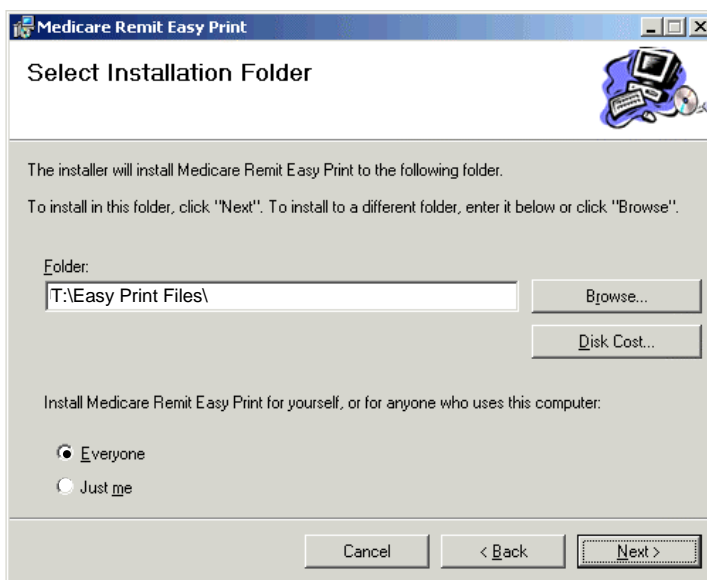 Medicare Remit Easy Print
Select Installation Folder
The installer will install Medicare Remit Easy Print to the following folder.
To install in this folder, click "Next". To install to a different folder, enter it below or click "Browse".
Folder:
T:\Easy Print Files\
Browse...
Disk Cost...
Install Medicare Remit Easy Print for yourself, or for anyone who uses this computer:
Everyone
Just me
Cancel
< Back
Next >